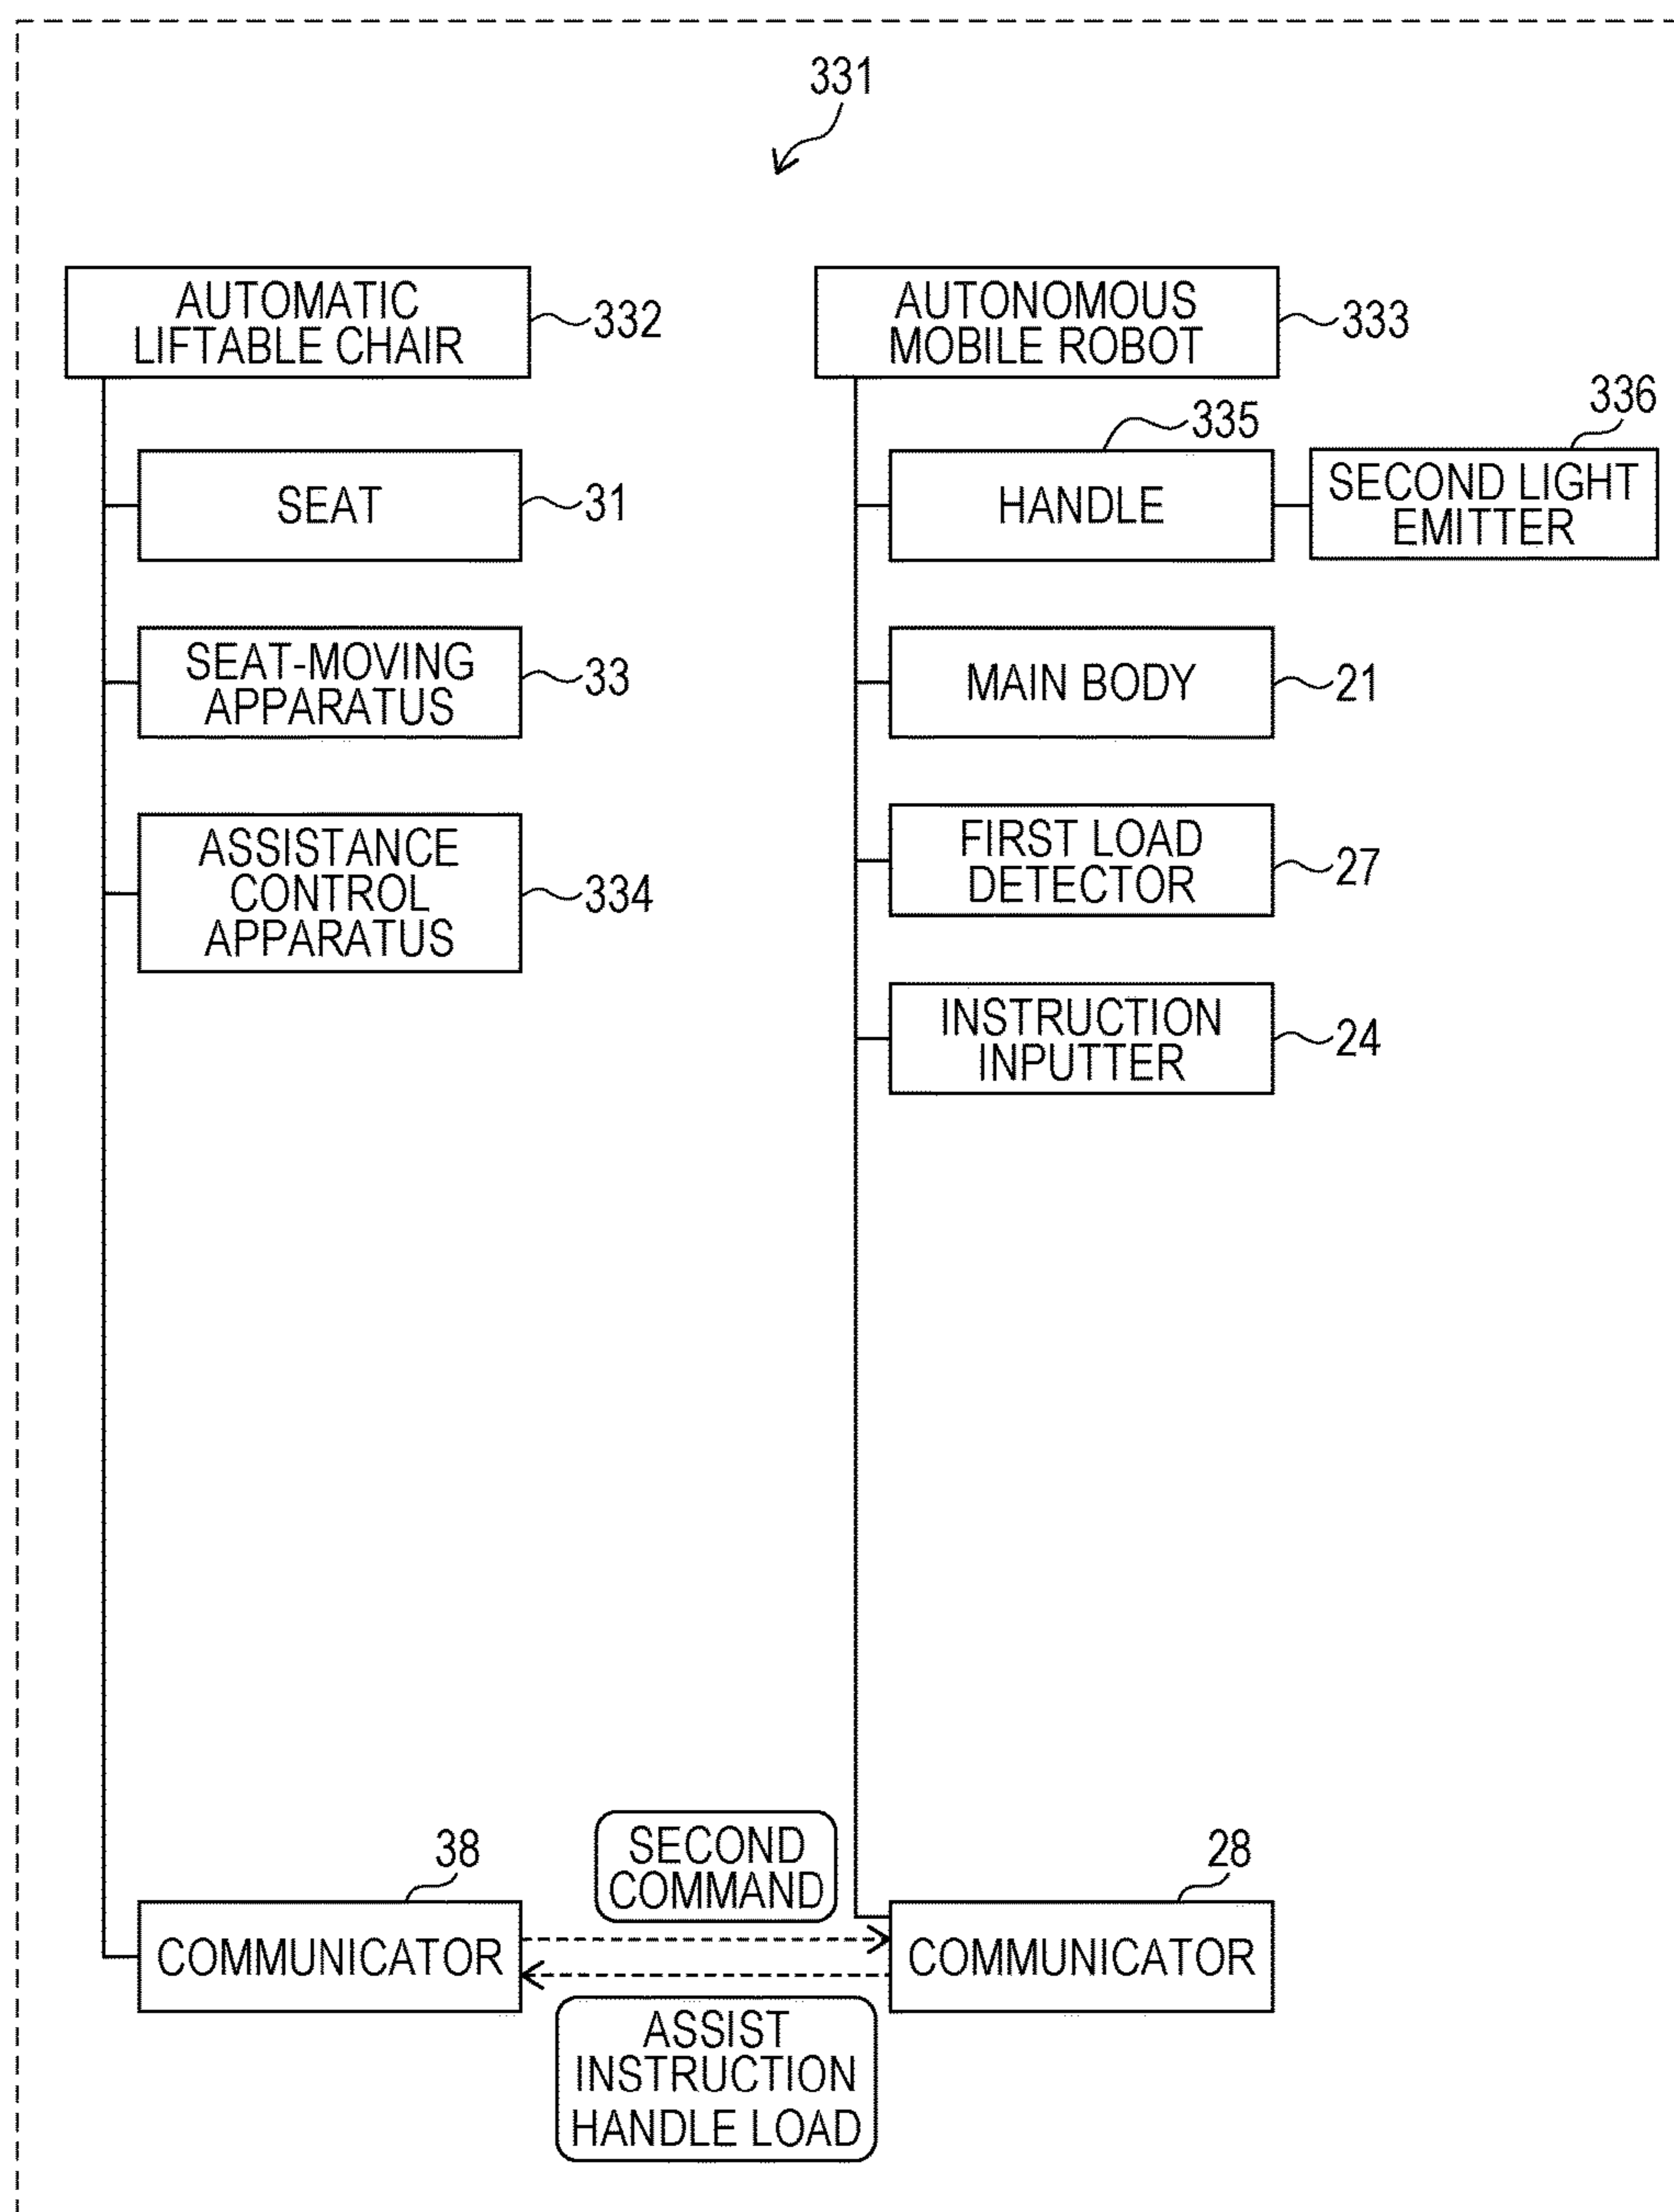 331
AUTOMATIC
LIFTABLE CHAIR
332
SEAT
31
SEAT-MOVING
APPARATUS
33
ASSISTANCE
CONTROL
APPARATUS
334
AUTONOMOUS
MOBILE ROBOT
333
335
HANDLE
336
SECOND LIGHT
EMITTER
MAIN BODY
21
FIRST LOAD
DETECTOR
27
INSTRUCTION
INPUTTER
24
38
COMMUNICATOR
SECOND
COMMAND
28
COMMUNICATOR
ASSIST
INSTRUCTION
HANDLE LOAD